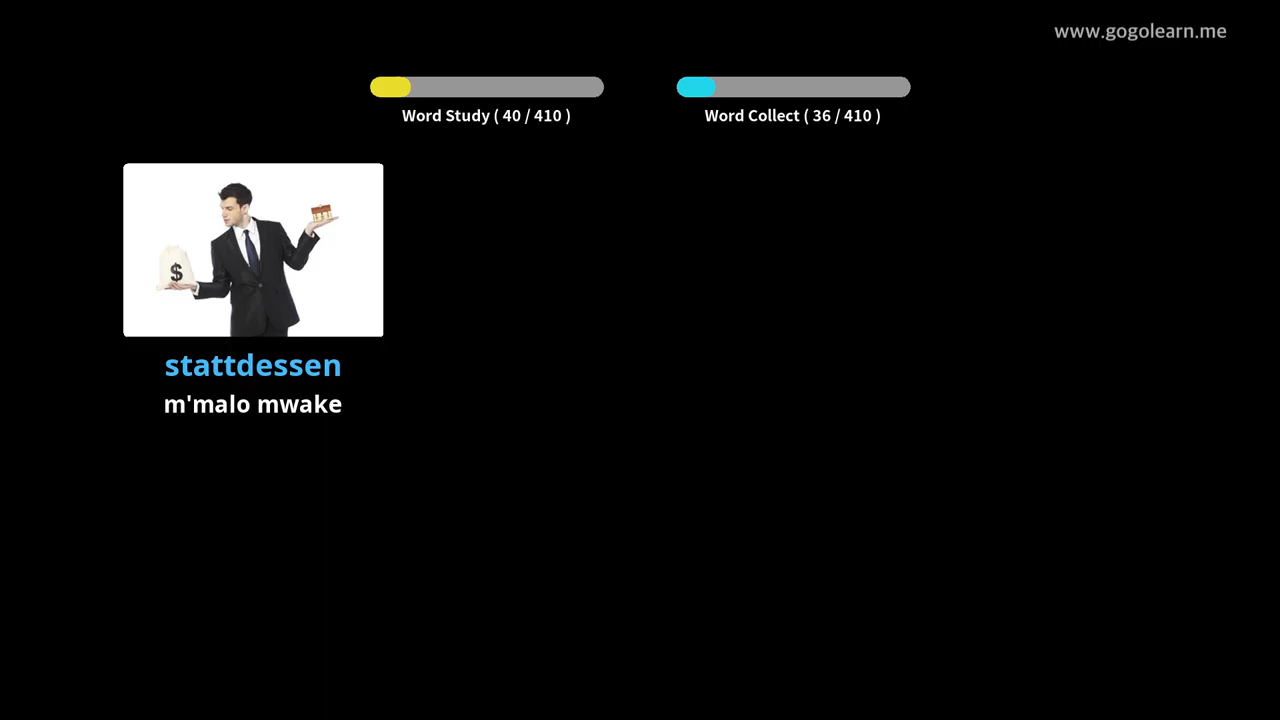 www.gogolearn.me
Word Study ( 40 / 410 )
Word Collect ( 36 / 410 )
$
stattdessen
m'malo mwake